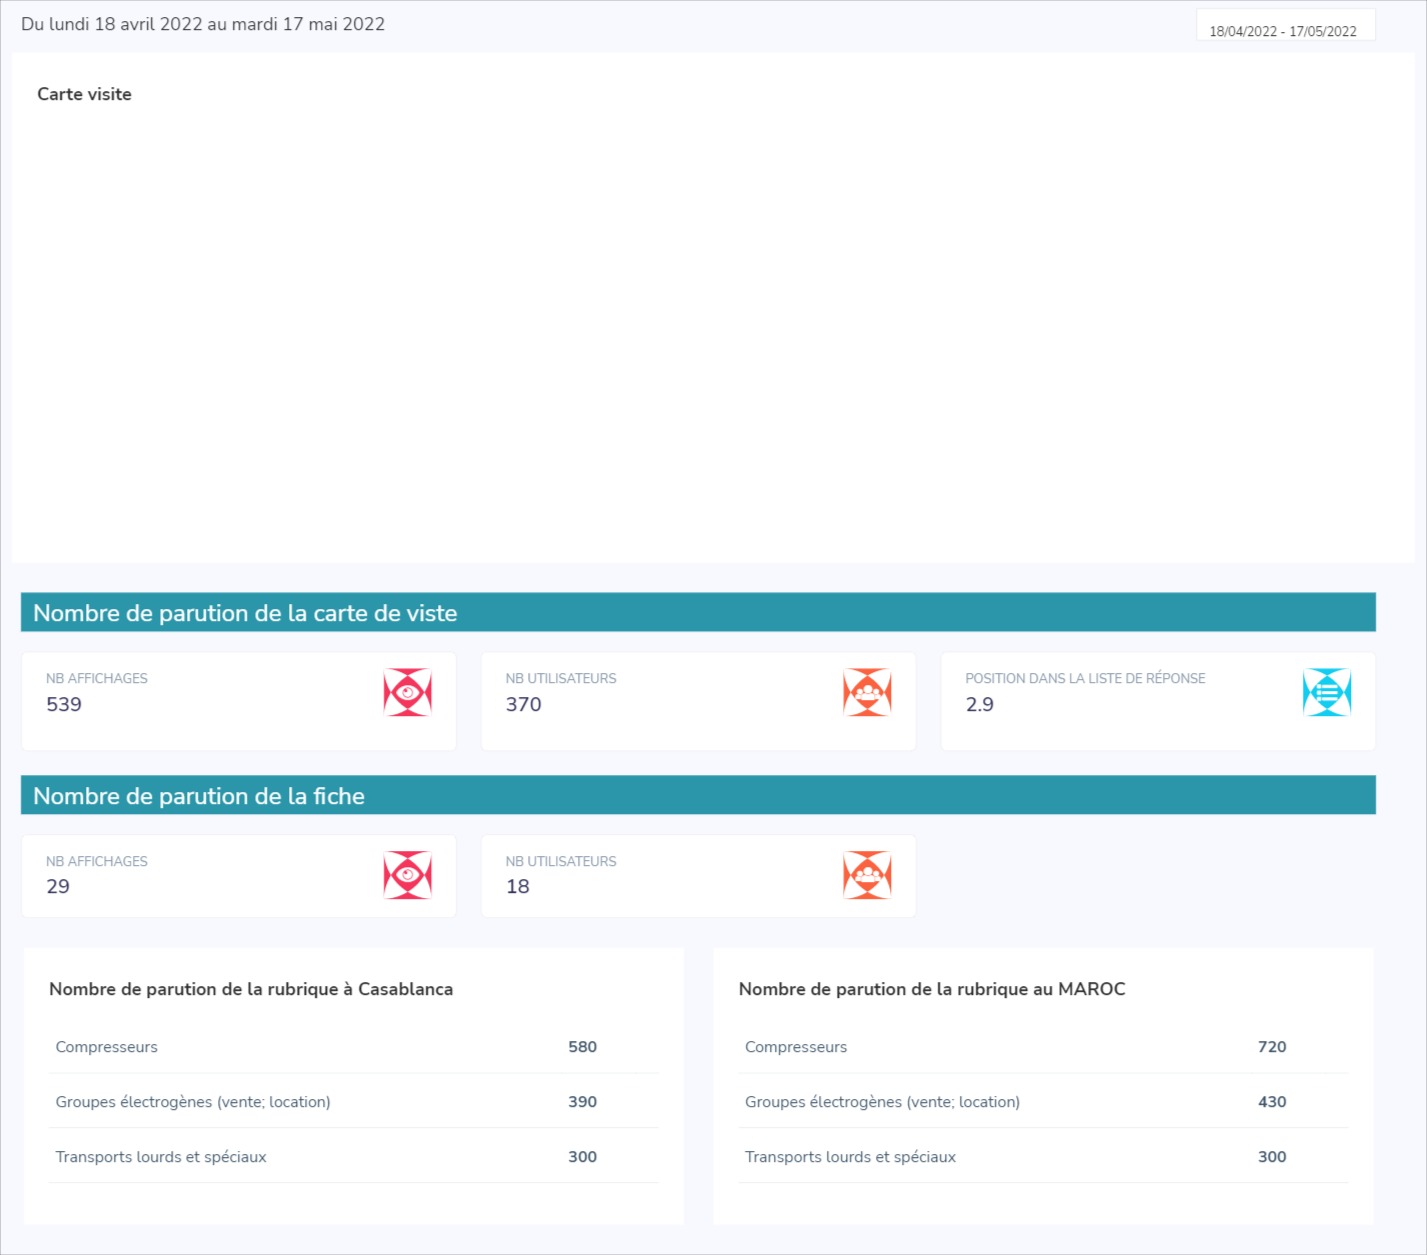 Du lundi 18 avril 2022 au mardi 17 mai 2022
18/04/2022 - 17/05/2022
Carte visite
Nombre de parution de la carte de viste
NB AFFICHAGES
539
NB UTILISATEURS
370
POSITION DANS LA LISTE DE RÉPONSE
2.9
Nombre de parution de la fiche
NB AFFICHAGES
29
NB UTILISATEURS
18
Nombre de parution de la rubrique à Casablanca
Compresseurs 580
Groupes électrogènes (vente; location) 390
Transports lourds et spéciaux 300
Nombre de parution de la rubrique au MAROC
Compresseurs 720
Groupes électrogènes (vente; location) 430
Transports lourds et spéciaux 300